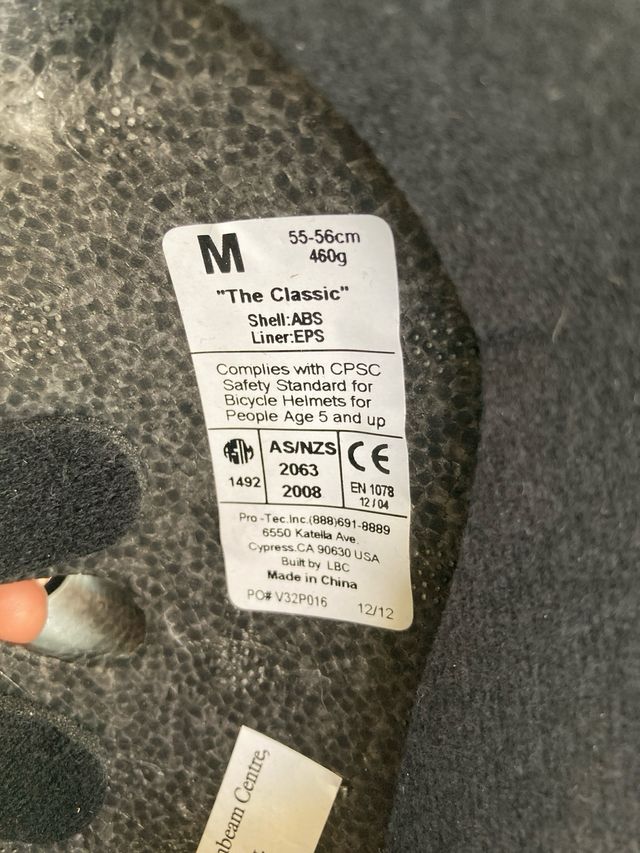 M
55-56cm
460g
"The Classic"
Shell:ABS
Liner:EPS
Complies with CPSC
Safety Standard for
Bicycle Helmets for
People Age 5 and up
ASTM
1492
AS/NZS
2063
2008
CE
EN 1078
12/04
Pro-Tec.Inc.(888)691-8889
6550 Katella Ave.
Cypress.CA 90630 USA
Built by LBC
Made in China
PO# V32P016
12/12
Centre,